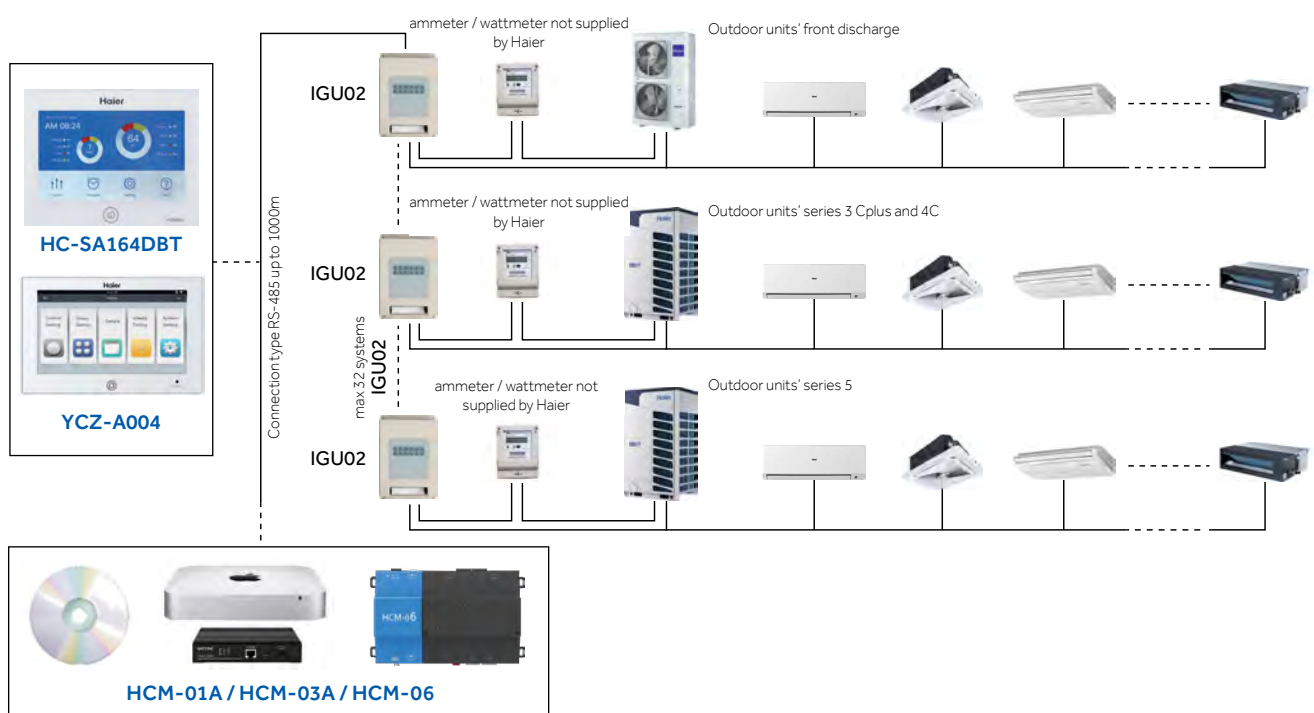 ammeter / wattmeter not supplied
by Haier
Outdoor units' front discharge
IGU02
Haier
AM 08:24
64
HC-SA164DBT
Haier
YCZ-A004
Connection type RS-485 up to 1000m
ammeter / wattmeter not supplied
by Haier
Outdoor units' series 3 Cplus and 4C
IGU02
Haier
max 32 systems
IGU02
ammeter / wattmeter not
supplied by Haier
Outdoor units' series 5
IGU02
Haier
HCM-06
HCM-01A / HCM-03A / HCM-06